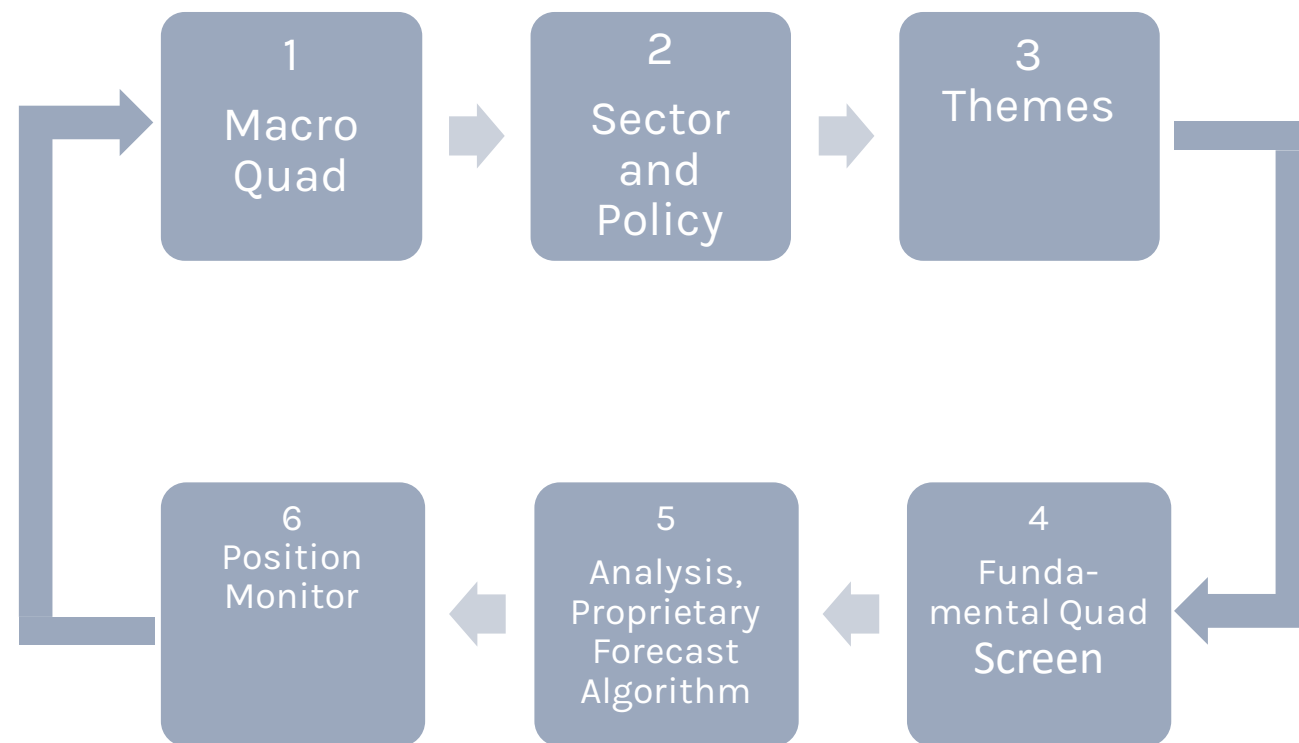 1
Macro
Quad
2
Sector
and
Policy
3
Themes
4
Funda-
mental Quad
Screen
5
Analysis,
Proprietary
Forecast
Algorithm
6
Position
Monitor